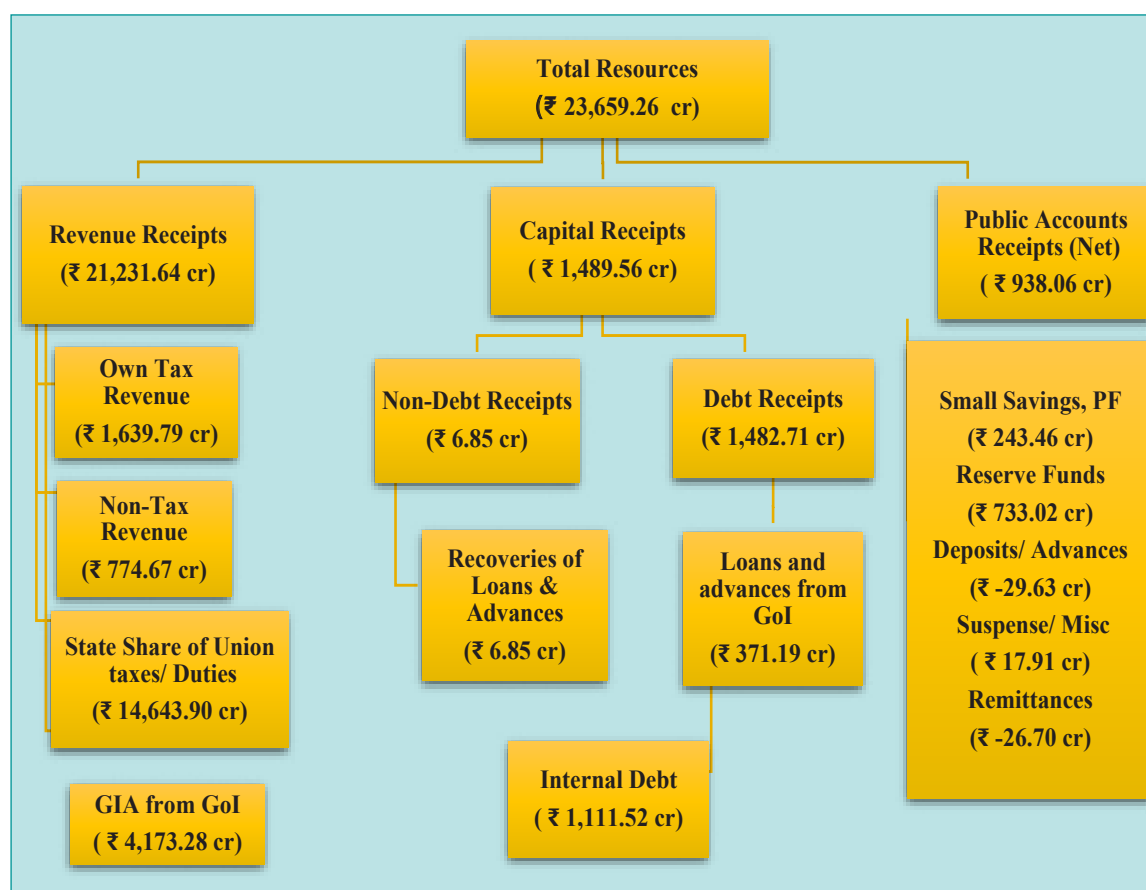 Total Resources
(₹ 23,659.26 cr)
Revenue Receipts
(₹ 21,231.64 cr)
Own Tax
Revenue
(₹ 1,639.79 cr)
Non-Tax
Revenue
(₹ 774.67 cr)
State Share of Union
taxes/ Duties
(₹ 14,643.90 cr)
GIA from GoI
( ₹ 4,173.28 cr)
Capital Receipts
( ₹ 1,489.56 cr)
Non-Debt Receipts
(₹ 6.85 cr)
Recoveries of
Loans &
Advances
(₹ 6.85 cr)
Debt Receipts
(₹ 1,482.71 cr)
Loans and
advances from
GoI
(₹ 371.19 cr)
Internal Debt
( ₹ 1,111.52 cr)
Public Accounts
Receipts (Net)
( ₹ 938.06 cr)
Small Savings, PF
(₹ 243.46 cr)
Reserve Funds
(₹ 733.02 cr)
Deposits/ Advances
(₹ -29.63 cr)
Suspense/ Misc
( ₹ 17.91 cr)
Remittances
(₹ -26.70 cr)